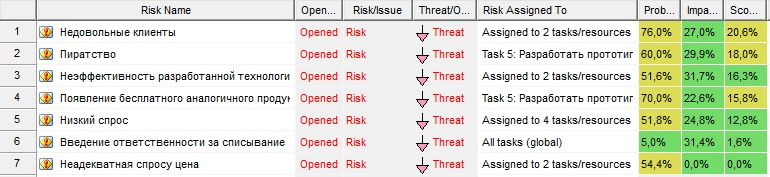 Risk Name Open... Risk/Issue Threat/O... Risk Assigned To Prob... Impa... Sco...
1 Недовольные клиенты Opened Risk Threat Assigned to 2 tasks/resources 76,0% 27,0% 20,6%
2 Пиратство Opened Risk Threat Task 5: Разработать прототип 60,0% 29,9% 18,0%
3 Неэффективность разработанной технологи Opened Risk Threat Assigned to 2 tasks/resources 51,6% 31,7% 16,3%
4 Появление бесплатного аналогичного продук Opened Risk Threat Task 5: Разработать прототип 70,0% 22,6% 15,8%
5 Низкий спрос Opened Risk Threat Assigned to 4 tasks/resources 51,8% 24,8% 12,8%
6 Введение ответственности за списывание Opened Risk Threat All tasks (global) 5,0% 31,4% 1,6%
7 Неадекватная спросу цена Opened Risk Threat Assigned to 2 tasks/resources 54,4% 0,0% 0,0%